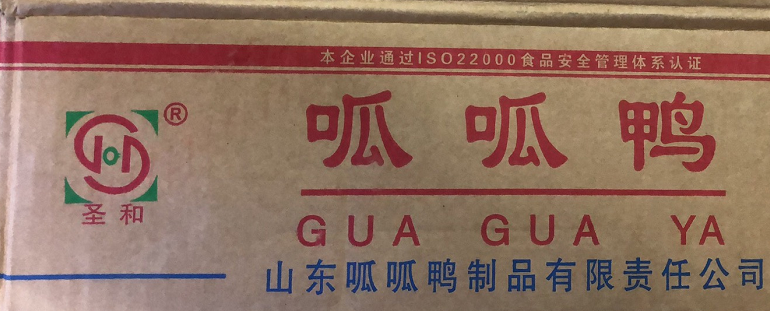 本企业通过ISO22000食品安全管理体系认证
®
呱呱鸭
圣和
GUA GUA YA
山东呱呱鸭制品有限责任公司